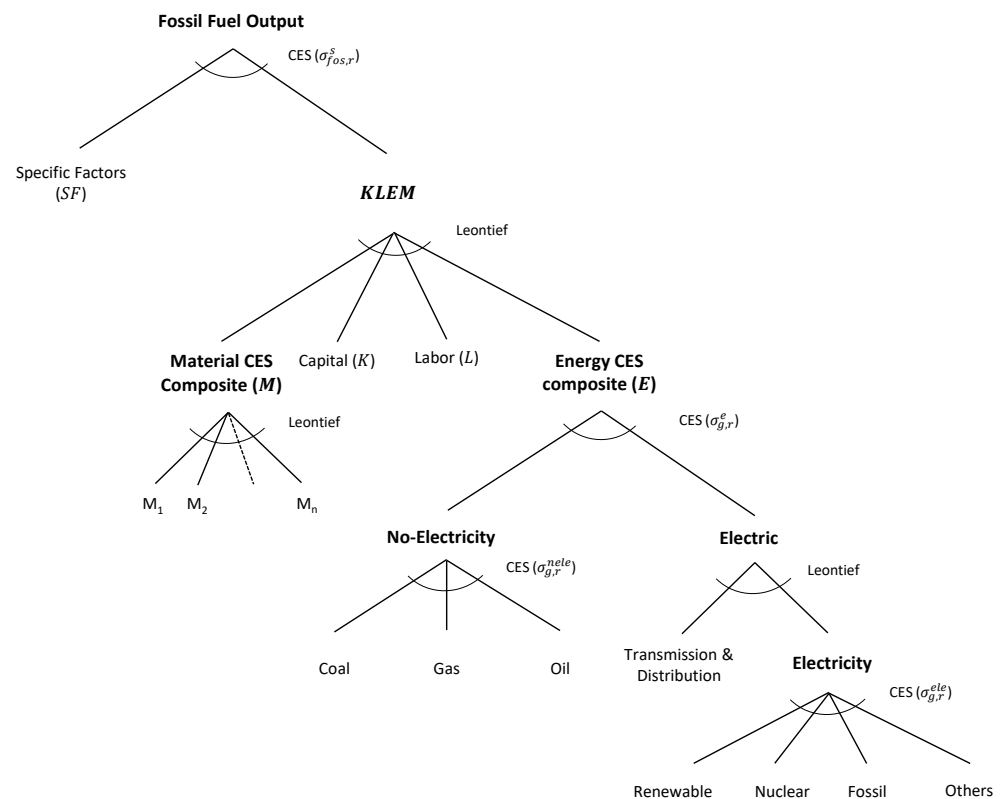 Fossil Fuel Output
CES (σ^s_{fos,r})
Specific Factors
(SF)
KLEM
Leontief
Material CES
Composite (M)
Capital (K)
Labor (L)
Energy CES
composite (E)
Leontief
CES (σ^e_{g,r})
M₁
M₂
Mₙ
No-Electricity
Electric
CES (σ^{nele}_{g,r})
Leontief
Coal
Gas
Oil
Transmission &
Distribution
Electricity
CES (σ^{ele}_{g,r})
Renewable
Nuclear
Fossil
Others